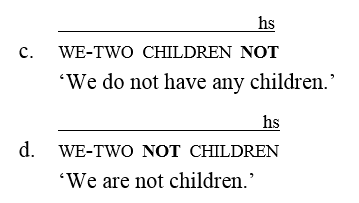 hs
c. WE-TWO CHILDREN NOT
‘We do not have any children.’
hs
d. WE-TWO NOT CHILDREN
‘We are not children.’